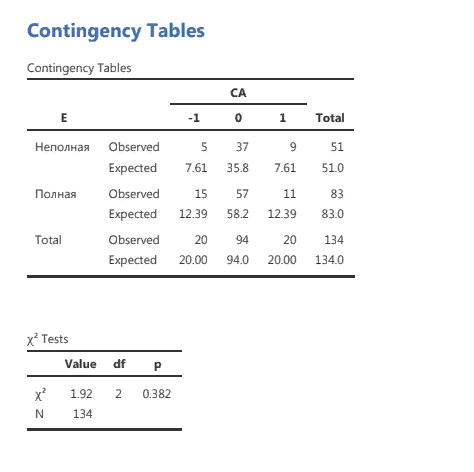 Contingency Tables
Contingency Tables
CA
E -1 0 1 Total
Неполная Observed 5 37 9 51
Expected 7.61 35.8 7.61 51.0
Полная Observed 15 57 11 83
Expected 12.39 58.2 12.39 83.0
Total Observed 20 94 20 134
Expected 20.00 94.0 20.00 134.0
χ² Tests
Value df p
χ² 1.92 2 0.382
N 134